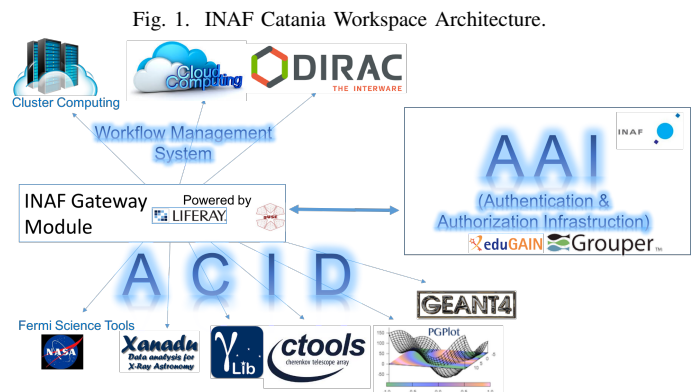 Fig. 1. INAF Catania Workspace Architecture.
Cloud
Computing
DIRAC
THE INTERWARE
Cluster Computing
Workflow Management
System
INAF
AAI
(Authentication &
Authorization Infrastruction)
eduGAIN
Grouper TM
INAF Gateway
Module
Powered by
LIFERAY
ACID
Fermi Science Tools
NASA
Xanadu
Data analysis for
X-Ray Astronomy
γ
Lib
ctools
cherenkov telescope array
GEANT4
PGPlot